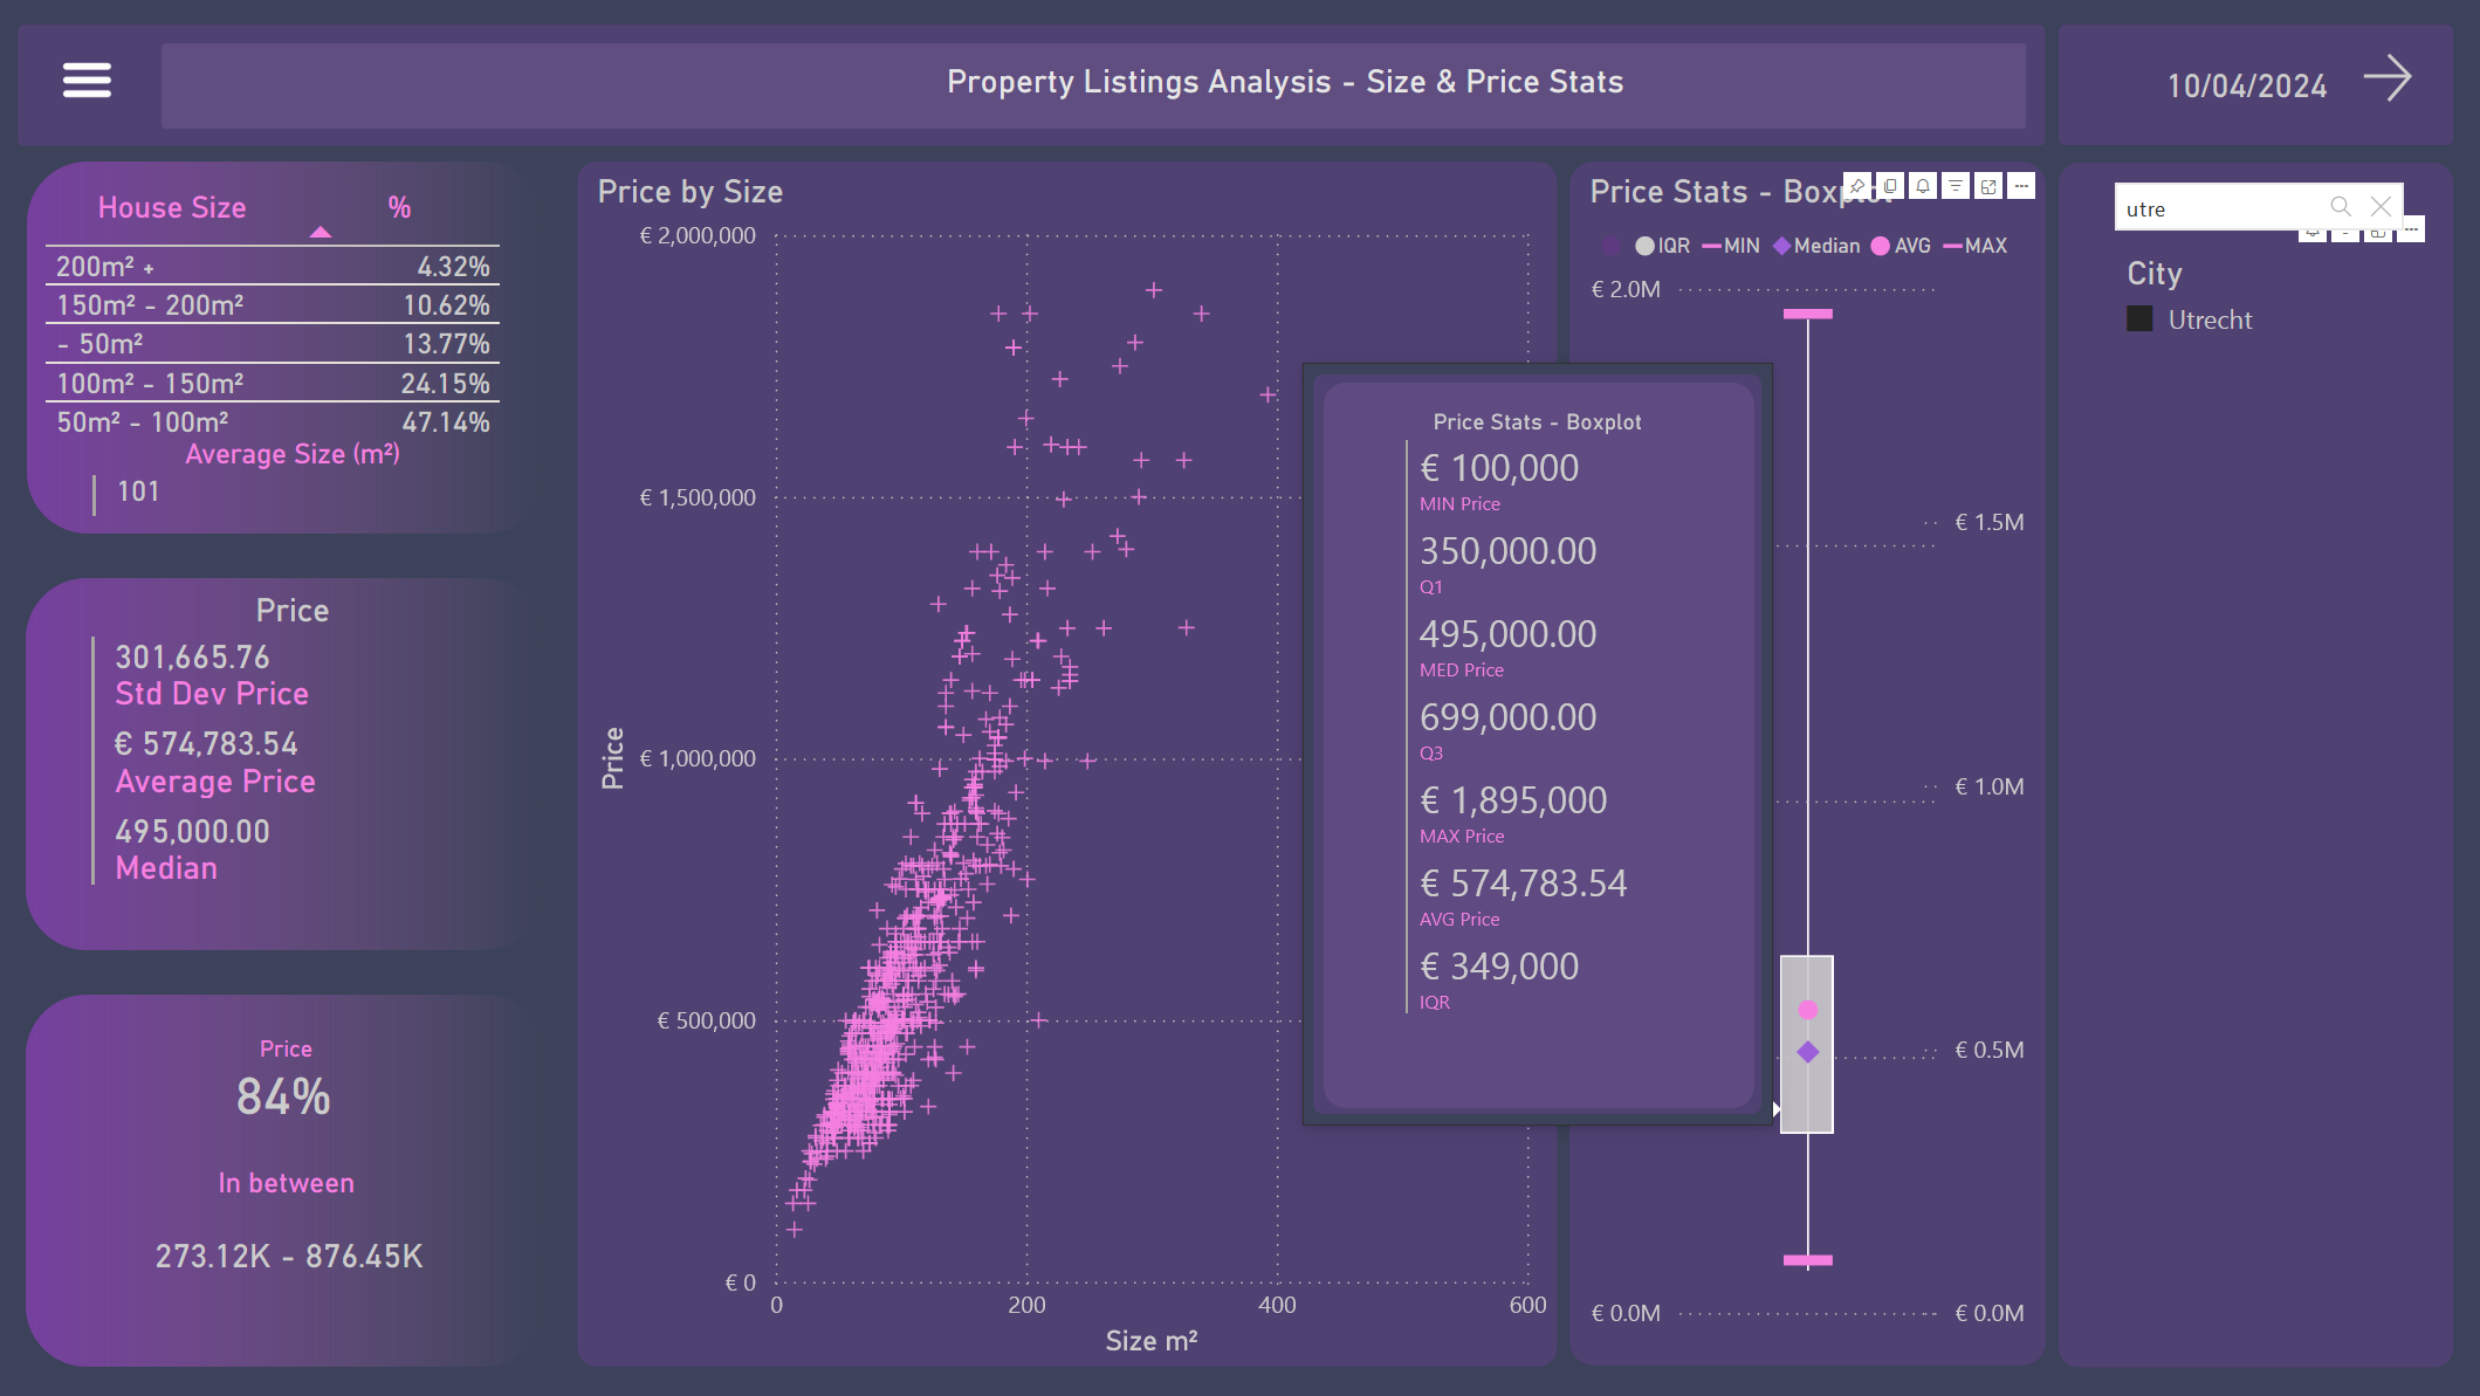 Property Listings Analysis - Size & Price Stats
10/04/2024
House Size %
200m² + 4.32%
150m² - 200m² 10.62%
- 50m² 13.77%
100m² - 150m² 24.15%
50m² - 100m² 47.14%
Average Size (m²)
101
Price
301,665.76
Std Dev Price
€ 574,783.54
Average Price
495,000.00
Median
Price
84%
In between
273.12K - 876.45K
Price by Size
€ 2,000,000
€ 1,500,000
€ 1,000,000
€ 500,000
€ 0
Price
0 200 400 600
Size m²
Price Stats - Boxplot
IQR MIN Median AVG MAX
€ 2.0M
€ 1.5M
€ 1.0M
€ 0.5M
€ 0.0M € 0.0M
Price Stats - Boxplot
€ 100,000
MIN Price
350,000.00
Q1
495,000.00
MED Price
699,000.00
Q3
€ 1,895,000
MAX Price
€ 574,783.54
AVG Price
€ 349,000
IQR
utre
City
Utrecht